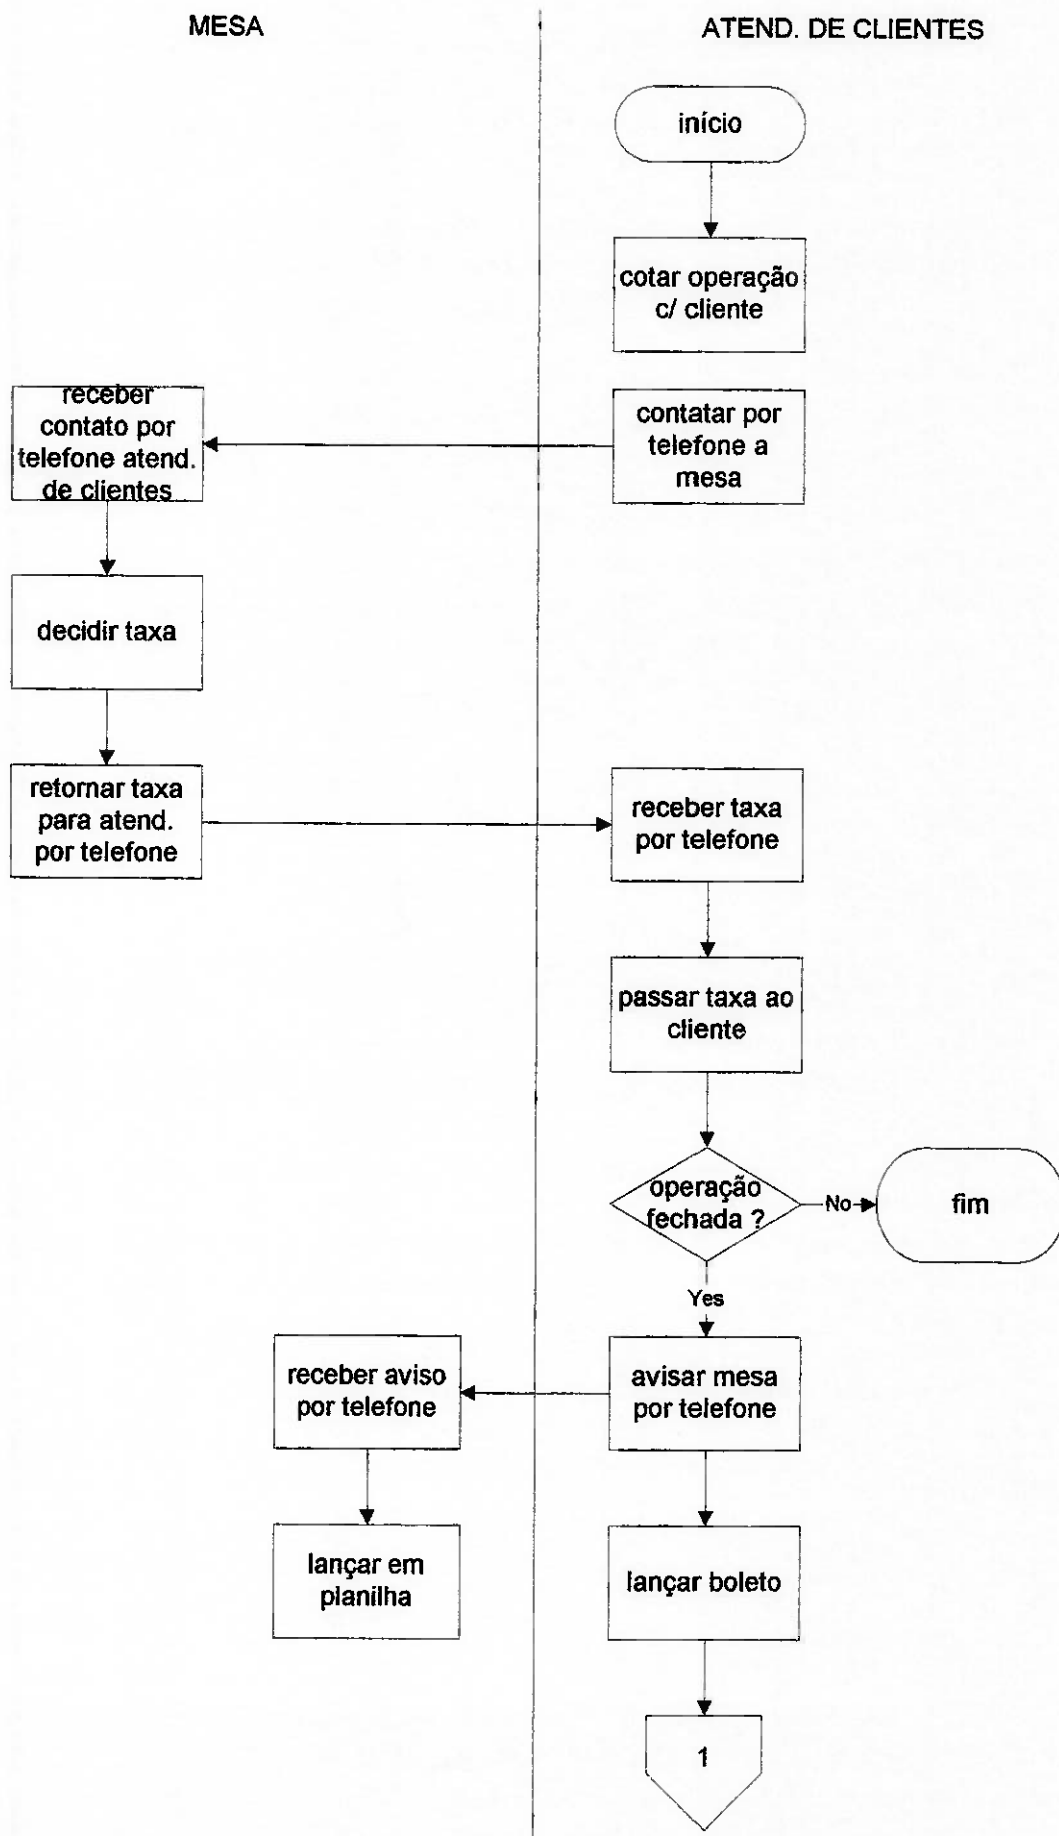 MESA
ATEND. DE CLIENTES
início
cotar operação
c/ cliente
receber
contato por
telefone atend.
de clientes
contatar por
telefone a
mesa
decidir taxa
retornar taxa
para atend.
por telefone
receber taxa
por telefone
passar taxa ao
cliente
operação
fechada ?
No
fim
Yes
receber aviso
por telefone
avisar mesa
por telefone
lançar em
planilha
lançar boleto
1